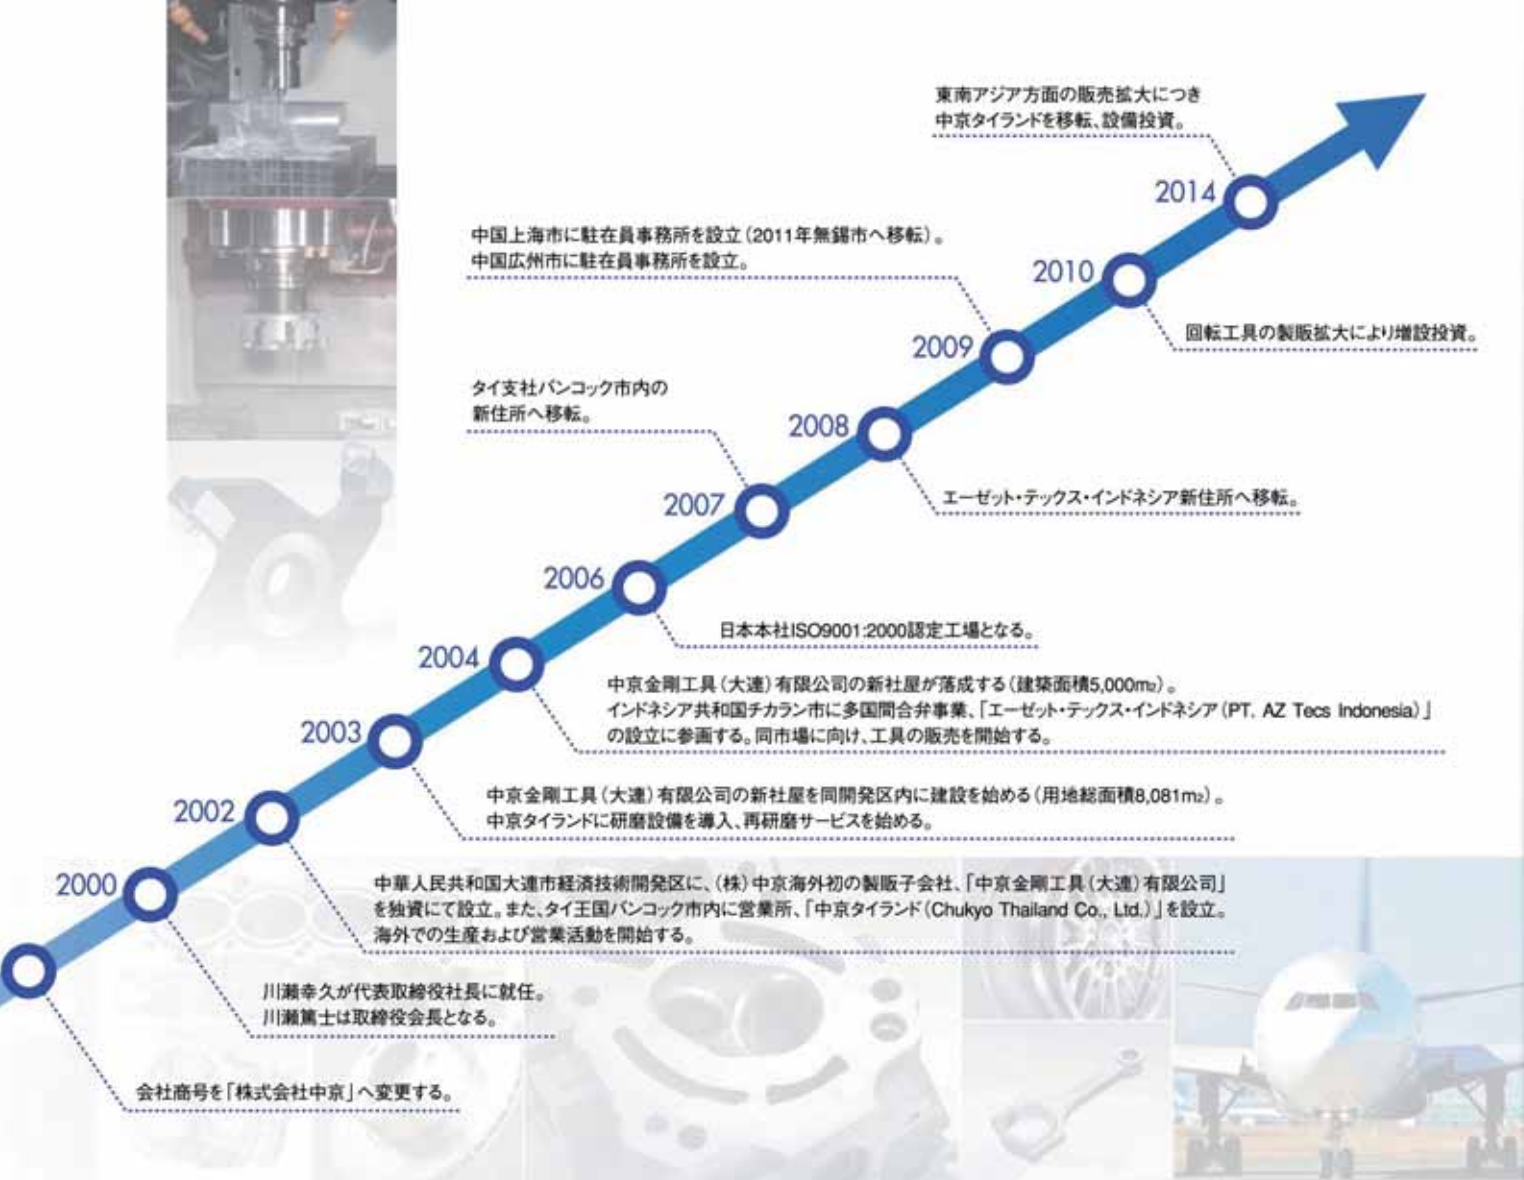 東南アジア方面の販売拡大につき
中京タイランドを移転、設備投資。
2014
中国上海市に駐在員事務所を設立（2011年無錫市へ移転）。
中国広州市に駐在員事務所を設立。
2010
回転工具の製販拡大により増設投資。
2009
タイ支社バンコック市内の
新住所へ移転。
2008
エーゼット・テックス・インドネシア新住所へ移転。
2007
2006
日本本社ISO9001:2000認定工場となる。
2004
中京金剛工具（大連）有限公司の新社屋が落成する（建築面積5,000m2）。
インドネシア共和国チカラン市に多国間合弁事業、「エーゼット・テックス・インドネシア（PT. AZ Tecs Indonesia）」
の設立に参画する。同市場に向け、工具の販売を開始する。
2003
中京金剛工具（大連）有限公司の新社屋を同開発区内に建設を始める（用地総面積8,081m2）。
中京タイランドに研磨設備を導入、再研磨サービスを始める。
2002
中華人民共和国大連市経済技術開発区に、（株）中京海外初の製販子会社、「中京金剛工具（大連）有限公司」
を独資にて設立。また、タイ王国バンコック市内に営業所、「中京タイランド（Chukyo Thailand Co., Ltd.）」を設立。
海外での生産および営業活動を開始する。
2000
川瀬幸久が代表取締役社長に就任。
川瀬篤士は取締役会長となる。
会社商号を「株式会社中京」へ変更する。